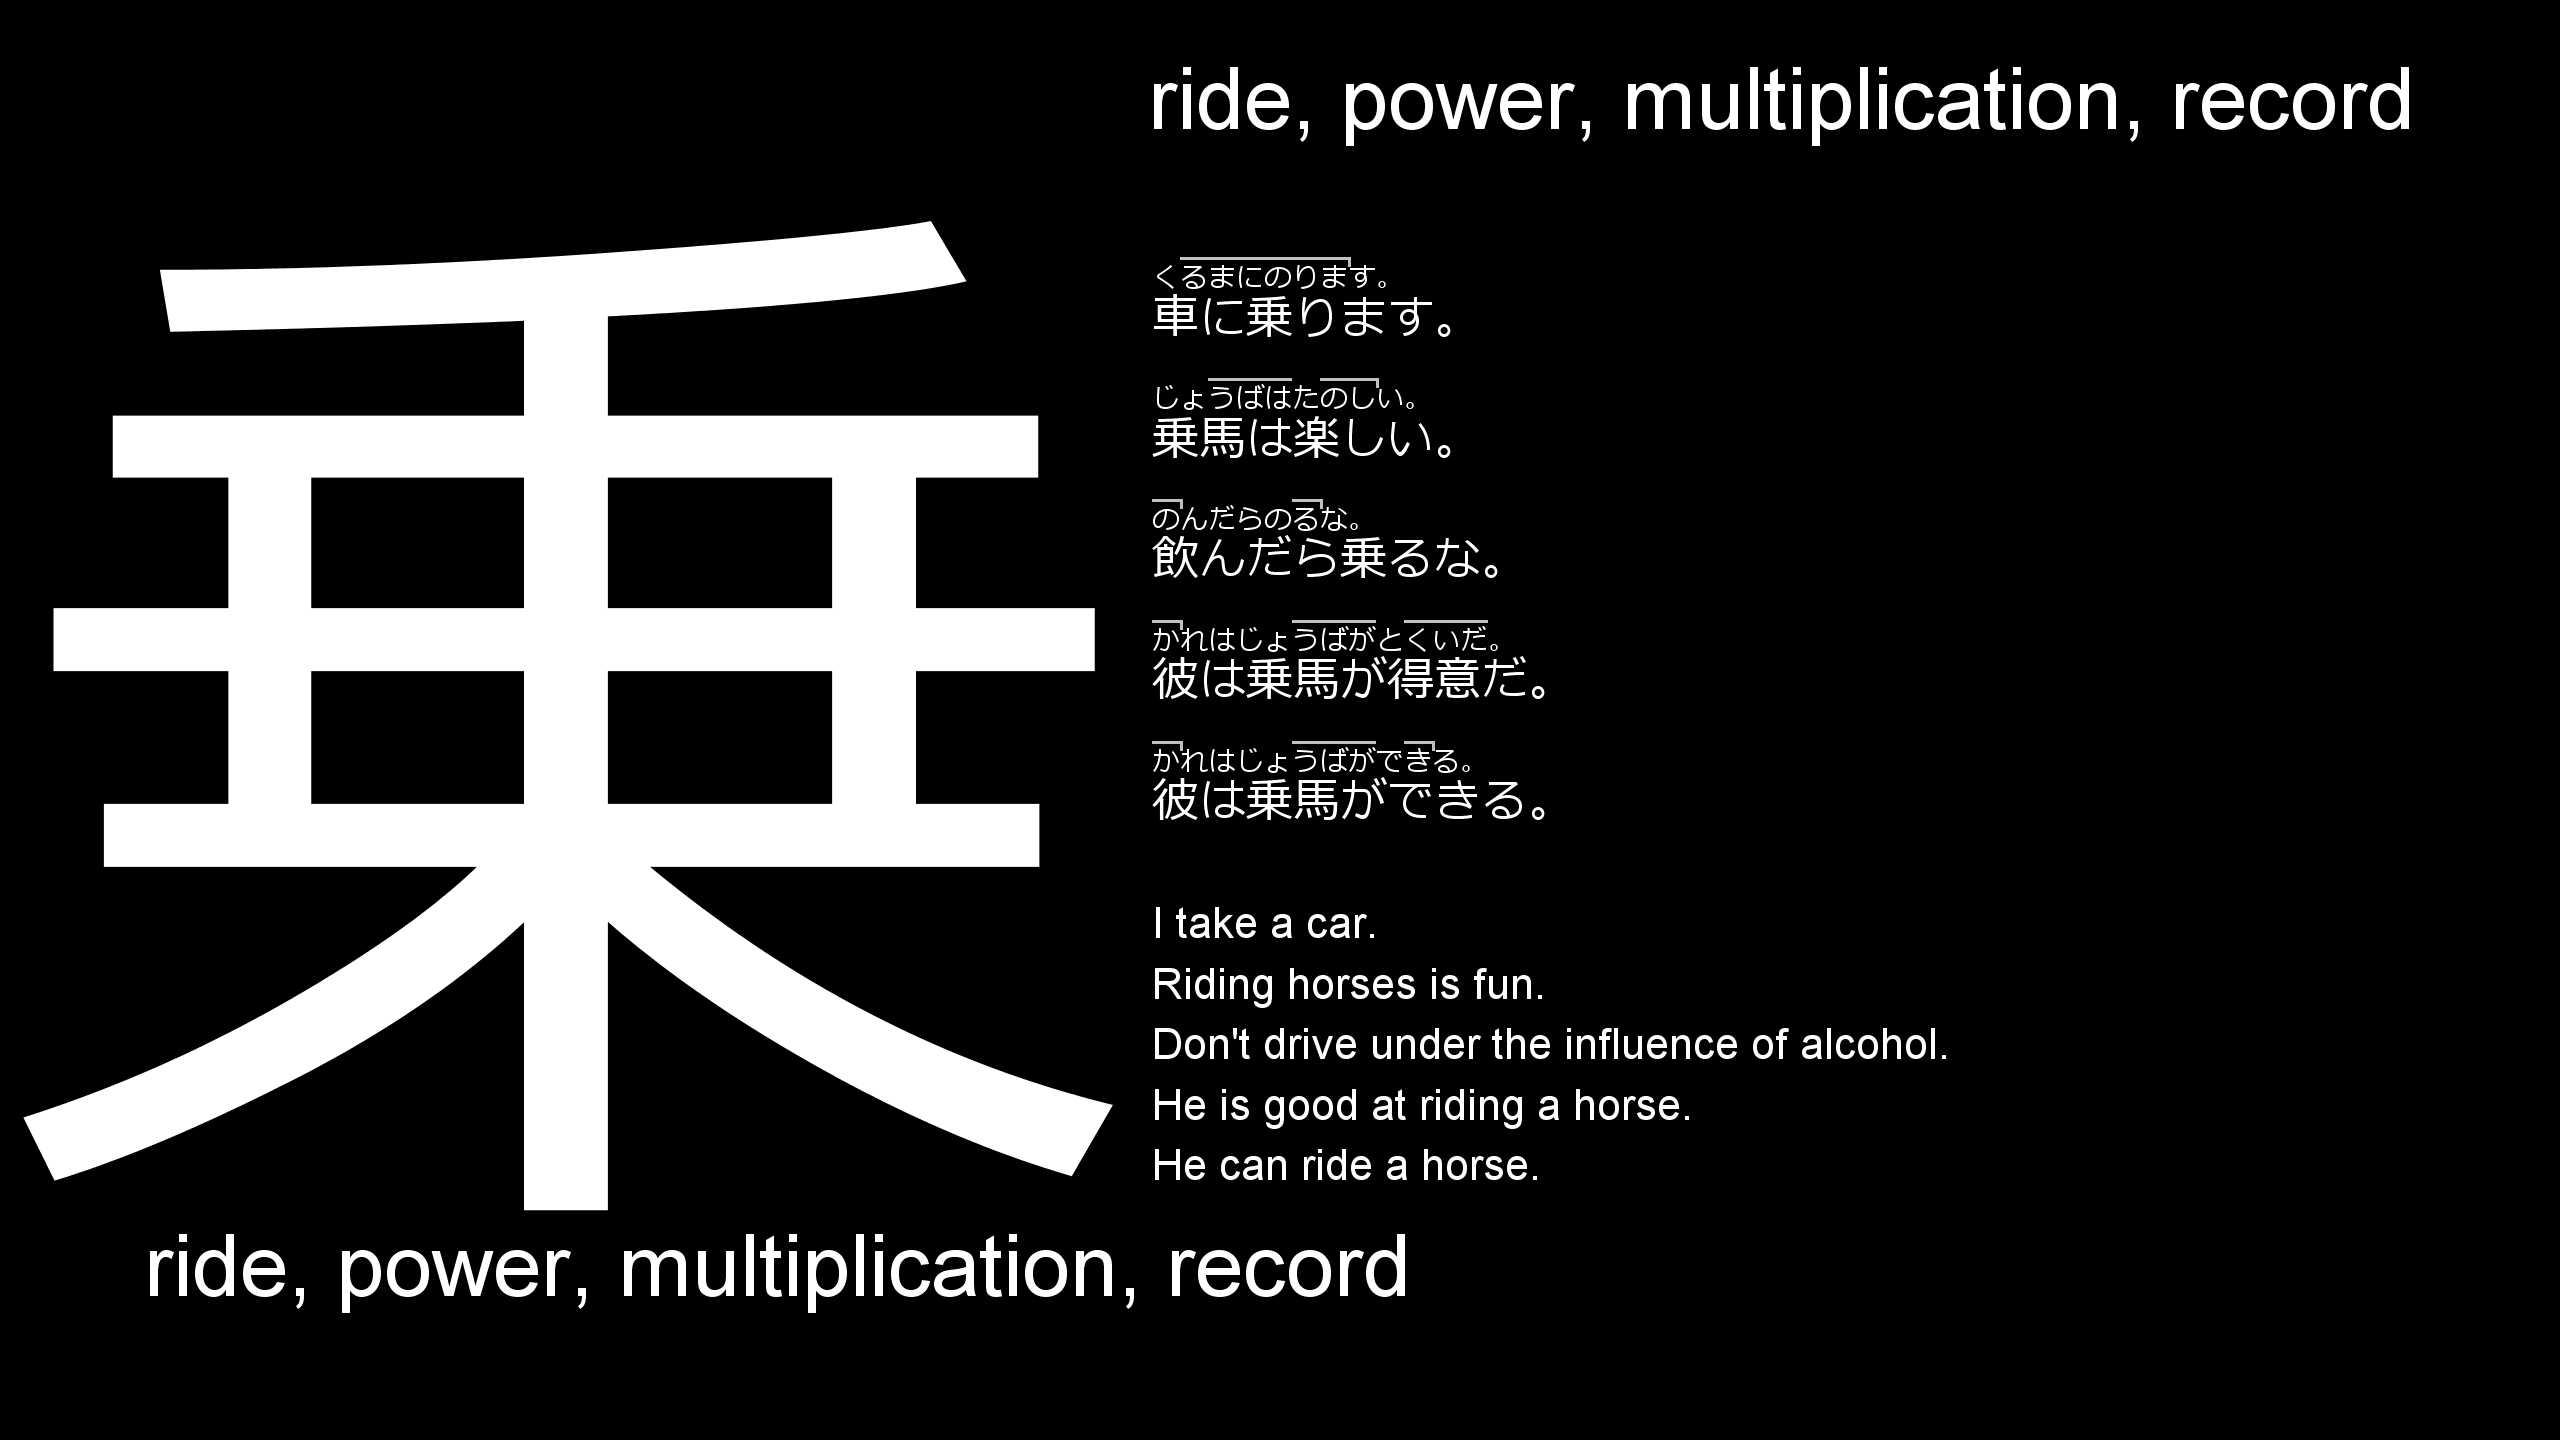 乗
ride, power, multiplication, record
くるまにのります。
車に乗ります。
じょうばはたのしい。
乗馬は楽しい。
のんだらのるな。
飲んだら乗るな。
かれはじょうばがとくいだ。
彼は乗馬が得意だ。
かれはじょうばができる。
彼は乗馬ができる。
I take a car.
Riding horses is fun.
Don't drive under the influence of alcohol.
He is good at riding a horse.
He can ride a horse.
ride, power, multiplication, record